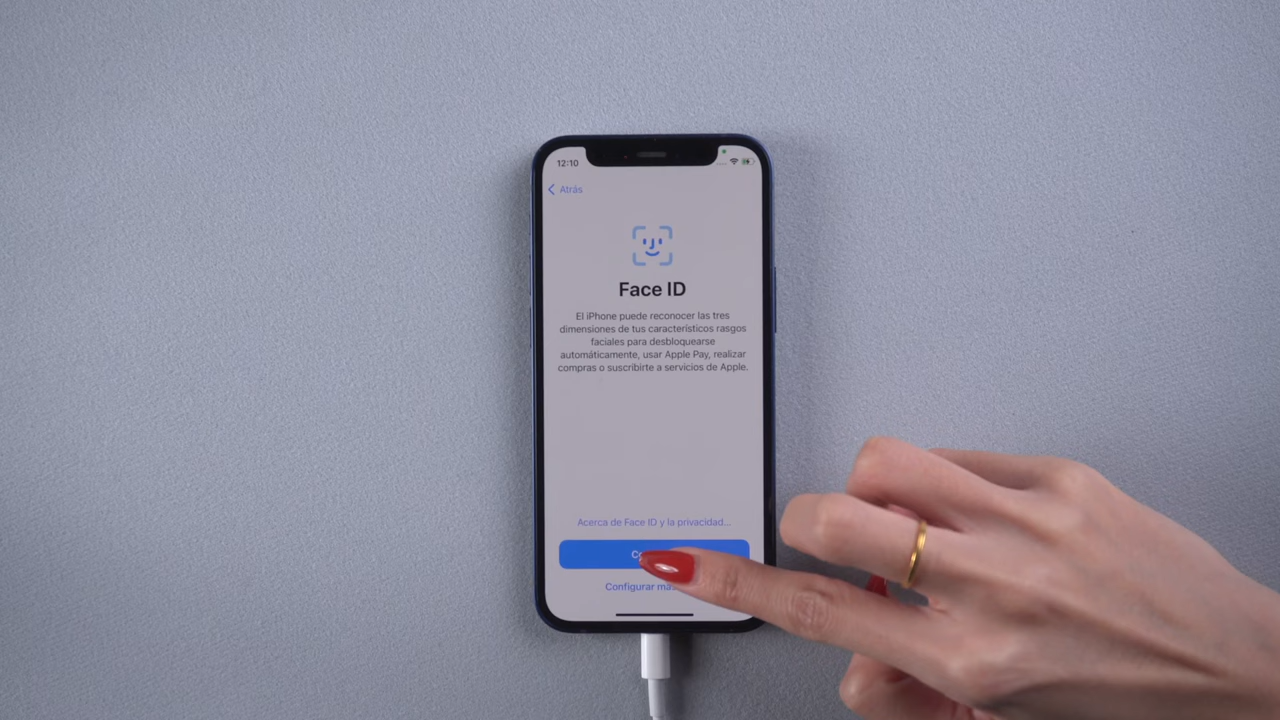 12:10
Atrás
Face ID
El iPhone puede reconocer las tres
dimensiones de tus característicos rasgos
faciales para desbloquearse
automáticamente, usar Apple Pay, realizar
compras o suscribirte a servicios de Apple.
Acerca de Face ID y la privacidad...
Configurar